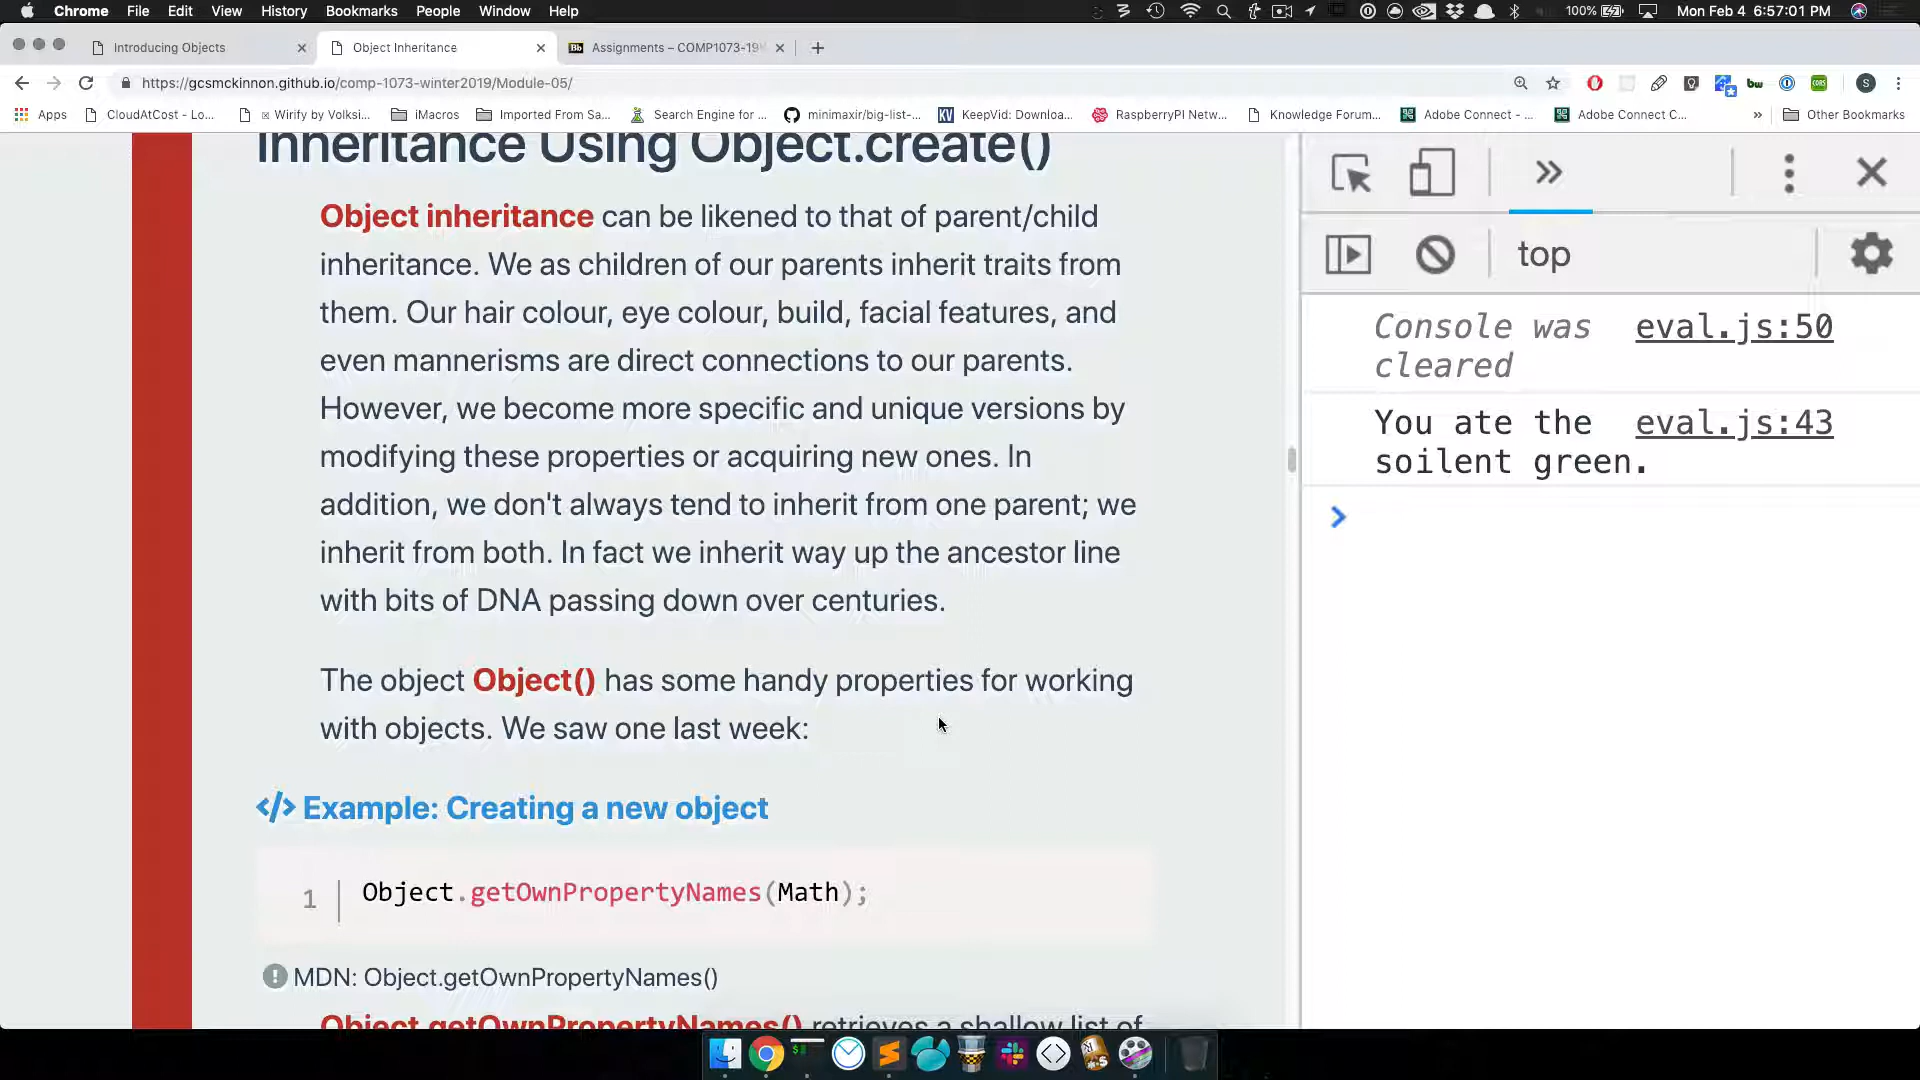 Chrome File Edit View History Bookmarks People Window Help 100% Mon Feb 4 6:57:01 PM
Introducing Objects Object Inheritance Bb Assignments – COMP1073-19
https://gcsmckinnon.github.io/comp-1073-winter2019/Module-05/
Apps CloudAtCost - Lo... Wirify by Volksi... iMacros Imported From Sa... Search Engine for ... minimaxir/big-list-... KeepVid: Downloa... RaspberryPI Netw... Knowledge Forum... Adobe Connect - ... Adobe Connect C... » Other Bookmarks
Inheritance Using Object.create()
Object inheritance can be likened to that of parent/child
inheritance. We as children of our parents inherit traits from
them. Our hair colour, eye colour, build, facial features, and
even mannerisms are direct connections to our parents.
However, we become more specific and unique versions by
modifying these properties or acquiring new ones. In
addition, we don't always tend to inherit from one parent; we
inherit from both. In fact we inherit way up the ancestor line
with bits of DNA passing down over centuries.
The object Object() has some handy properties for working
with objects. We saw one last week:
</> Example: Creating a new object
1 Object.getOwnPropertyNames(Math);
MDN: Object.getOwnPropertyNames()
Object.getOwnPropertyNames() retrieves a shallow list of
top
Console was eval.js:50
cleared
You ate the eval.js:43
soilent green.